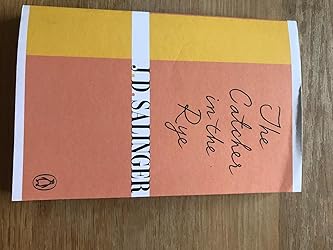 The
Catcher
in the
Rye
J. D. SALINGER